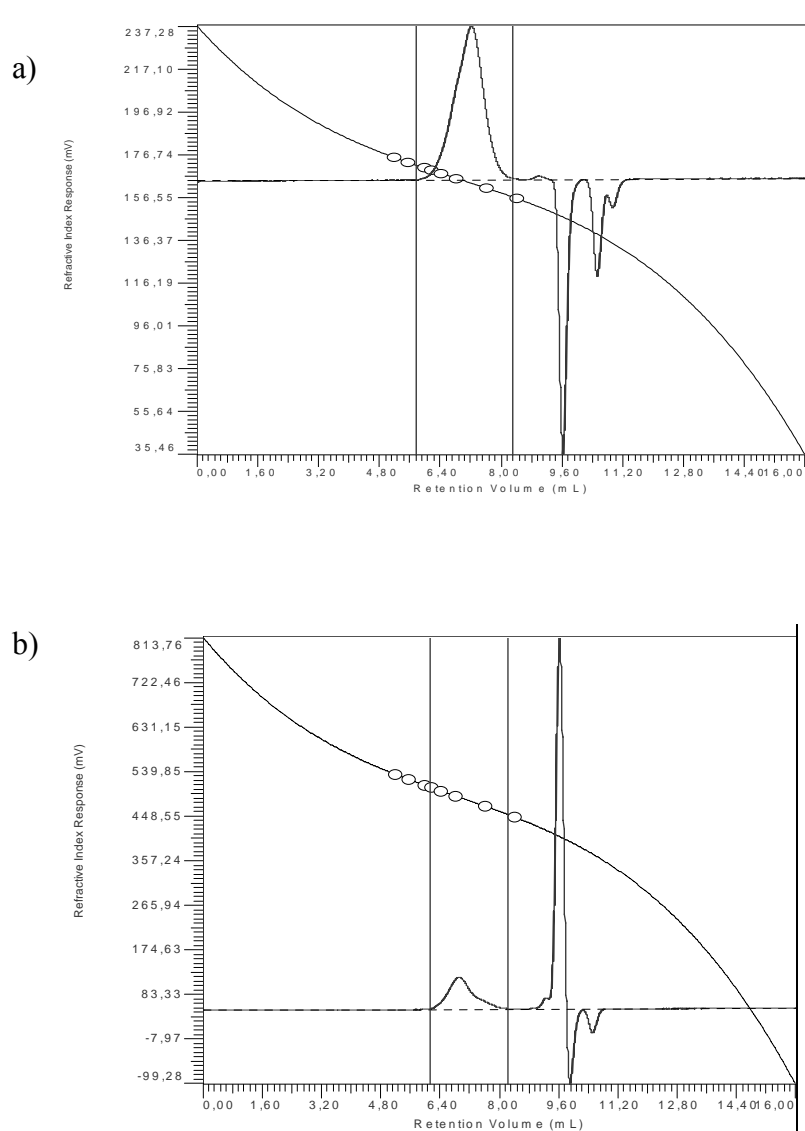 a)
237,28
217,10
196,92
176,74
156,55
136,37
116,19
96,01
75,83
55,64
35,46
Refractive Index Response (mV)
0,00 1,60 3,20 4,80 6,40 8,00 9,60 11,20 12,80 14,40 16,00
Retention Volume (mL)
b)
813,76
722,46
631,15
539,85
448,55
357,24
265,94
174,63
83,33
-7,97
-99,28
Refractive Index Response (mV)
0,00 1,60 3,20 4,80 6,40 8,00 9,60 11,20 12,80 14,40 16,00
Retention Volume (mL)